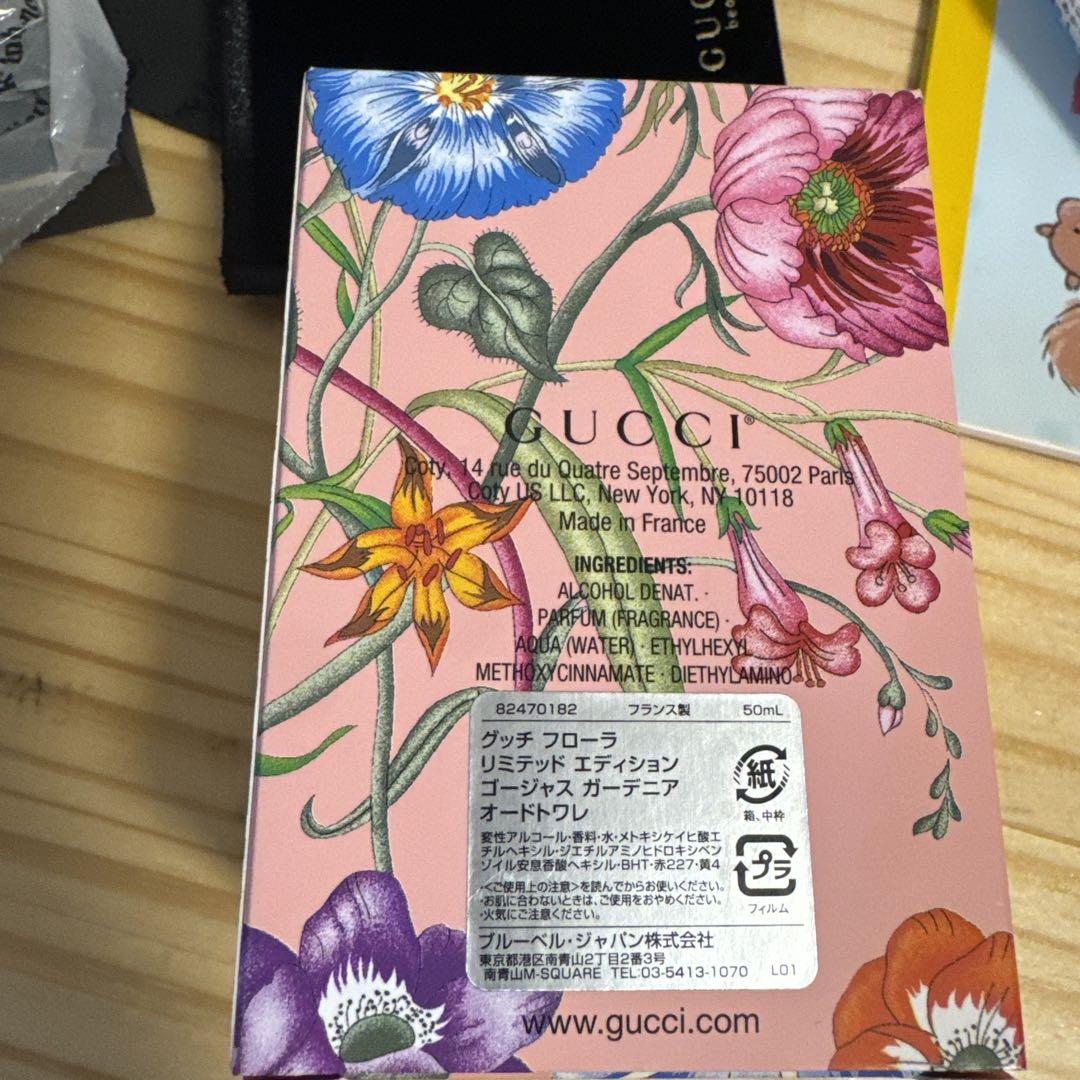 GUCCI
GUCCI®
Coty, 14 rue du Quatre Septembre, 75002 Paris
Coty US LLC, New York, NY 10118
Made in France
INGREDIENTS:
ALCOHOL DENAT. ·
PARFUM (FRAGRANCE) ·
AQUA (WATER) · ETHYLHEXYL
METHOXYCINNAMATE · DIETHYLAMINO
82470182 フランス製 50mL
グッチ フローラ
リミテッド エディション
ゴージャス ガーデニア
オードトワレ
紙
箱、中枠
変性アルコール・香料・水・メトキシケイヒ酸エ
チルヘキシル・ジエチルアミノヒドロキシベン
ゾイル安息香酸ヘキシル・BHT・赤227・黄4
プラ
フィルム
<ご使用上の注意>を読んでからお使いください。
・お肌に合わないときは、ご使用をおやめください。
・火気にご注意ください。
ブルーベル・ジャパン株式会社
東京都港区南青山2丁目2番3号
南青山M-SQUARE TEL:03-5413-1070 L01
www.gucci.com